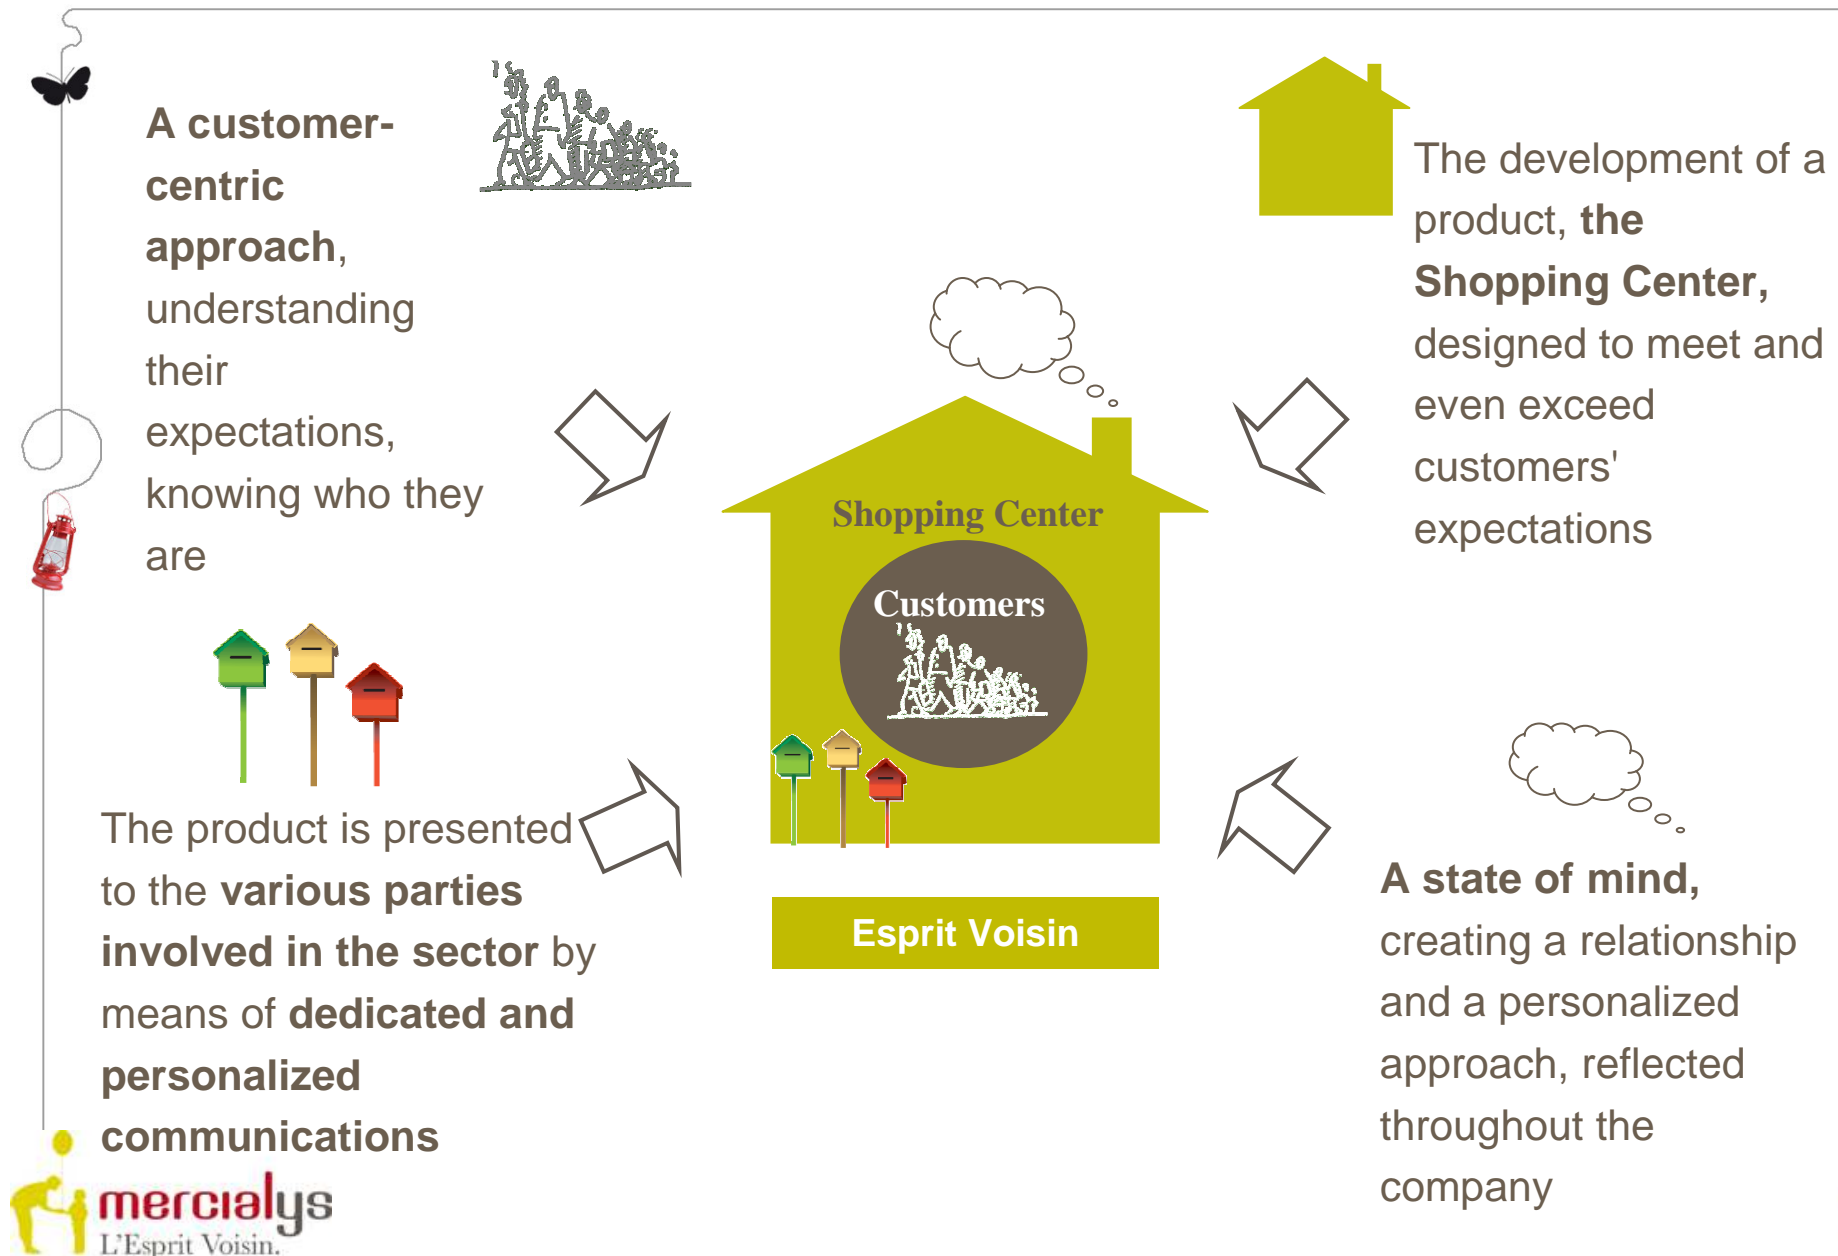 A customer-
centric
approach,
understanding
their
expectations,
knowing who they
are
The development of a
product, the
Shopping Center,
designed to meet and
even exceed
customers'
expectations
Shopping Center
Customers
Esprit Voisin
The product is presented
to the various parties
involved in the sector by
means of dedicated and
personalized
communications
A state of mind,
creating a relationship
and a personalized
approach, reflected
throughout the
company
mercialys
L'Esprit Voisin.